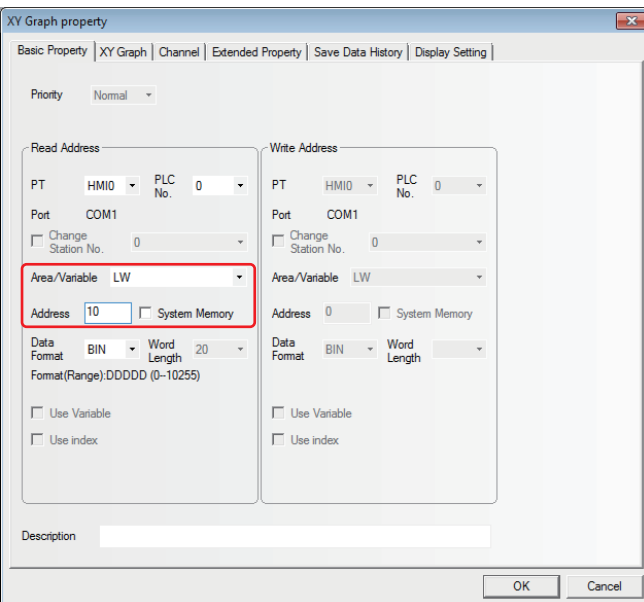 XY Graph property
Basic Property XY Graph Channel Extended Property Save Data History Display Setting
Priority Normal
Read Address
PT HMI0 PLC No. 0
Port COM1
Change Station No. 0
Area/Variable LW
Address 10 System Memory
Data Format BIN Word Length 20
Format(Range):DDDDD (0--10255)
Use Variable
Use index
Write Address
PT HMI0 PLC No. 0
Port COM1
Change Station No. 0
Area/Variable LW
Address 0 System Memory
Data Format BIN Word Length
Use Variable
Use index
Description
OK Cancel